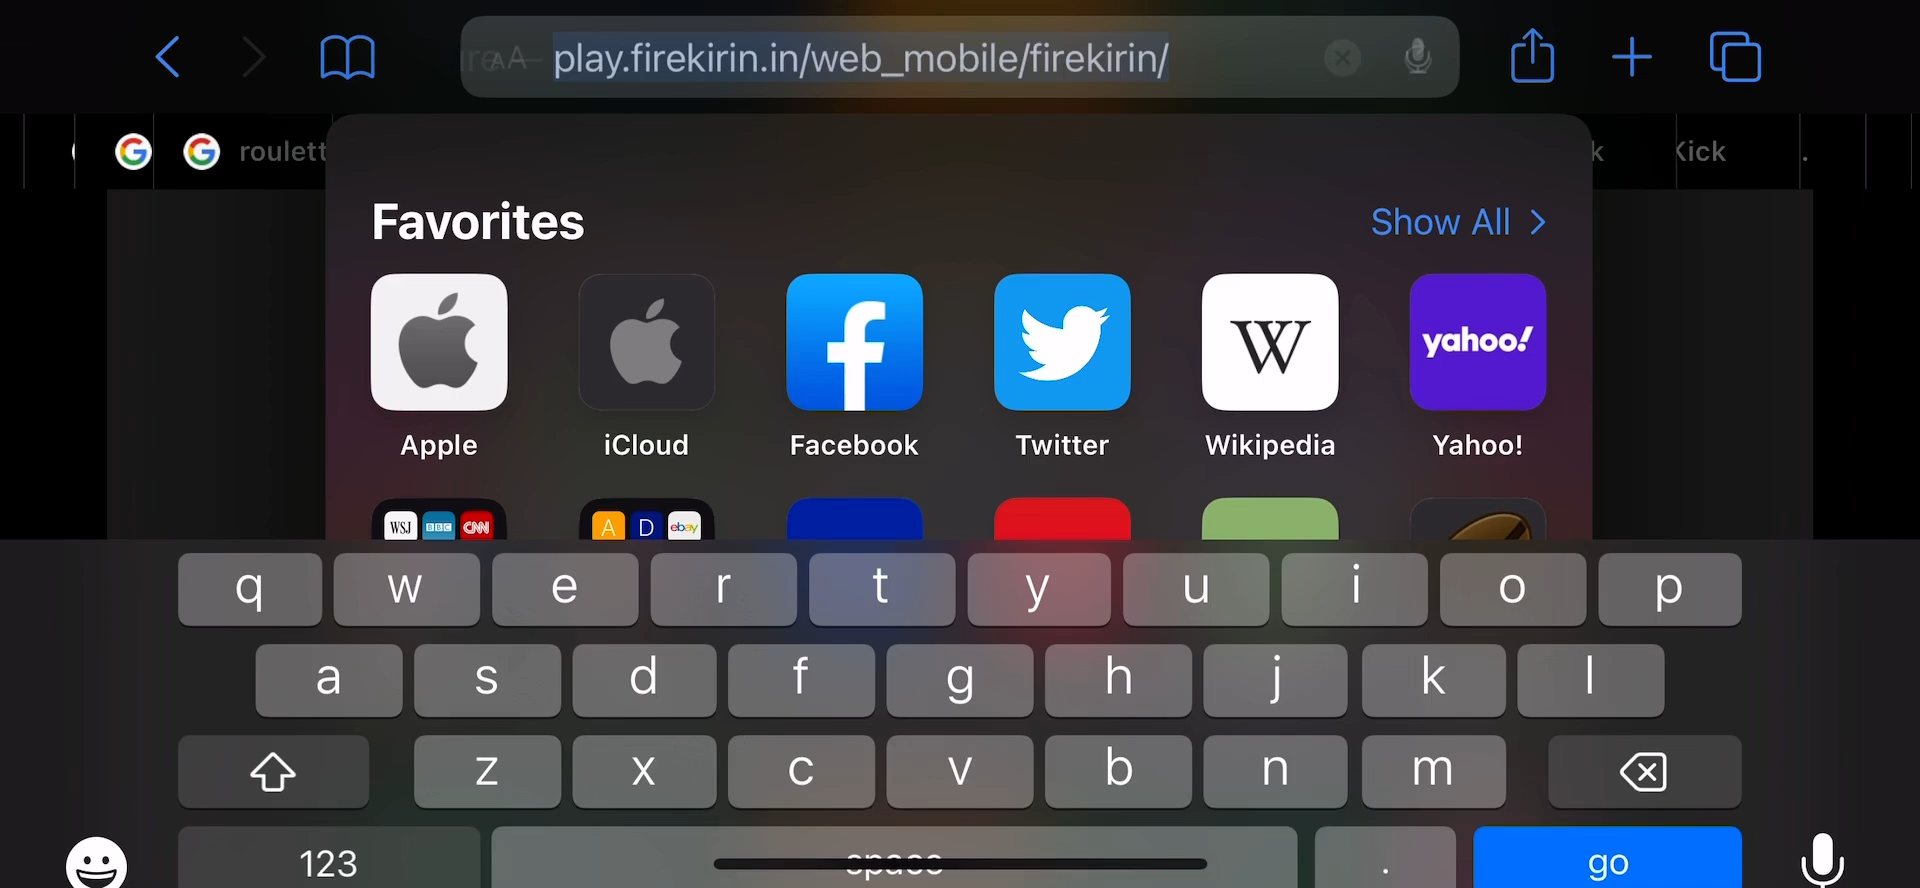 AA play.firekirin.in/web_mobile/firekirin/
roulett
k
Kick
.
Favorites
Show All
yahoo!
Apple iCloud Facebook Twitter Wikipedia Yahoo!
WSJ BBC CNN A D ebay
q w e r t y u i o p
a s d f g h j k l
z x c v b n m
123 space . go